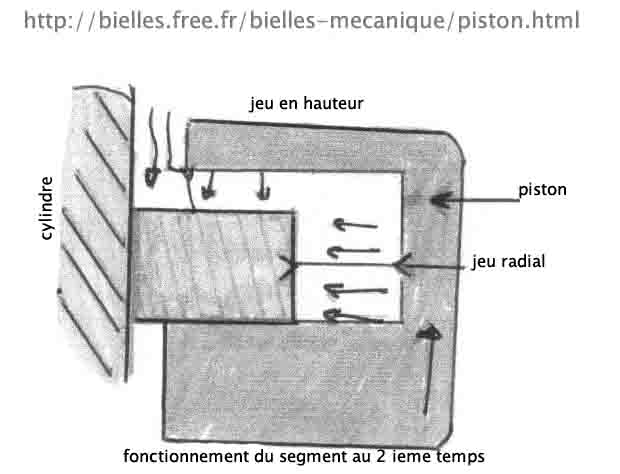 http://bielles.free.fr/bielles-mecanique/piston.html
jeu en hauteur
cylindre
piston
jeu radial
fonctionnement du segment au 2 ieme temps